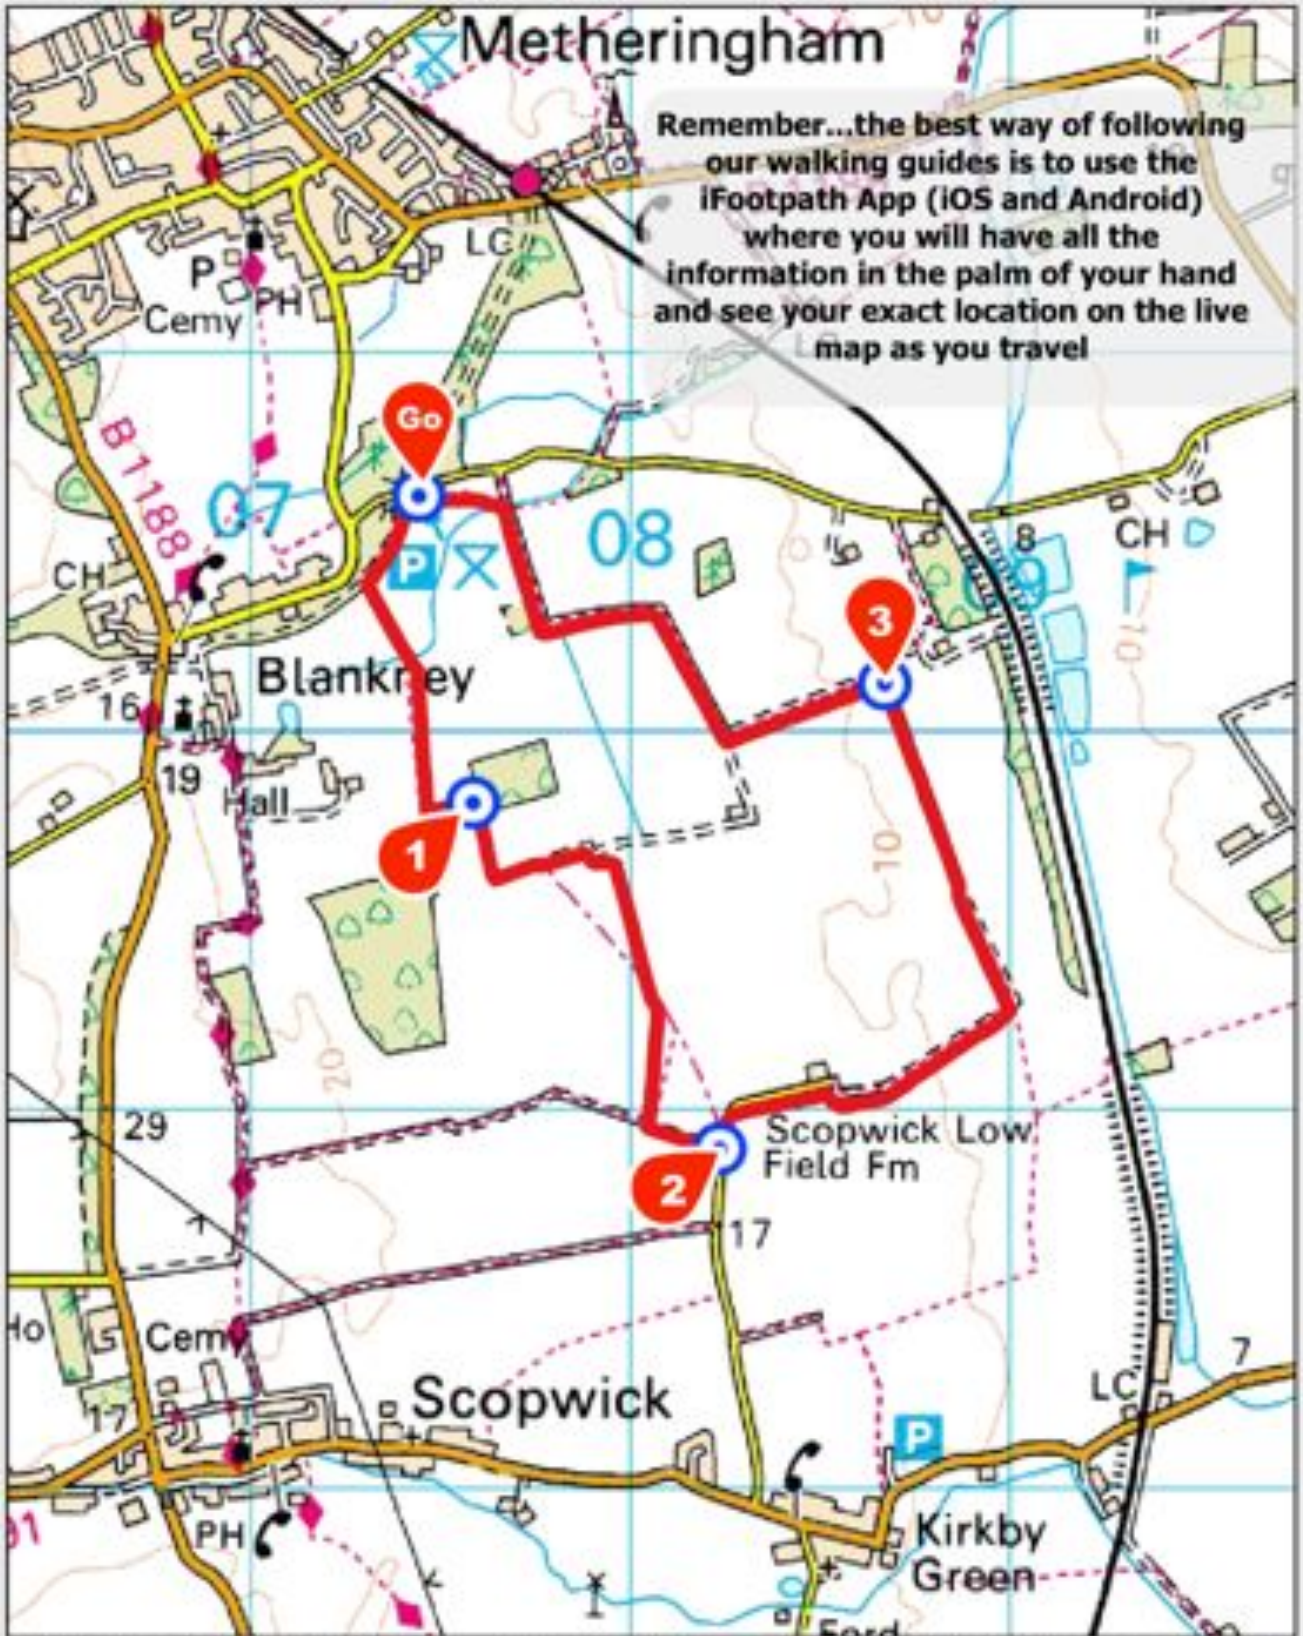 Metheringham
Remember...the best way of following
our walking guides is to use the
iFootpath App (iOS and Android)
where you will have all the
information in the palm of your hand
and see your exact location on the live
map as you travel
LC
P
PH
Cemy
Go
B1188
07
08
8
CH
CH
P
3
10
Blankney
16
19
Hall
1
10
20
29
Scopwick Low
Field Fm
2
17
Ho
Cemy
7
LC
Scopwick
17
P
PH
Kirkby
Green
Ford